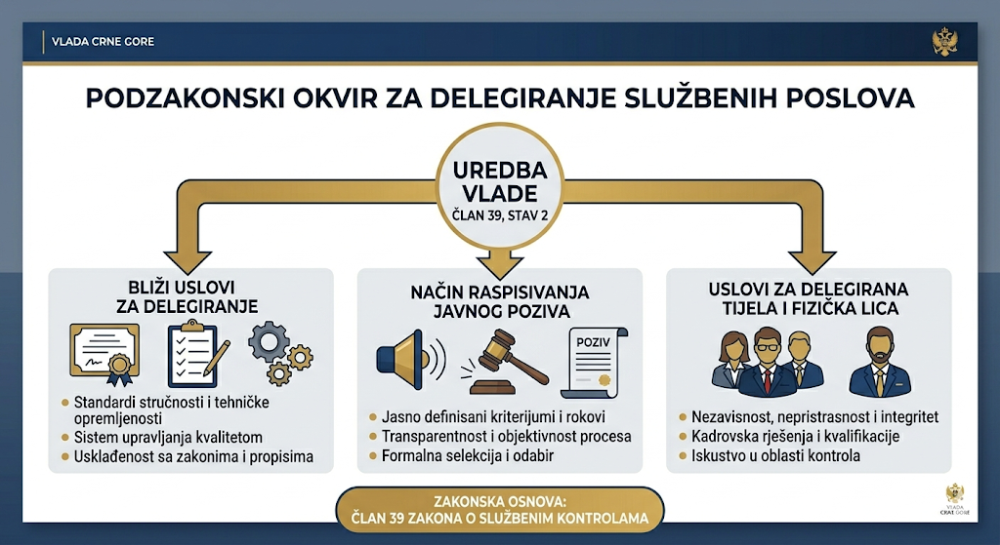 VLADA CRNE GORE
PODZAKONSKI OKVIR ZA DELEGIRANJE SLUŽBENIH POSLOVA
UREDBA
VLADE
ČLAN 39, STAV 2
BLIŽI USLOVI
ZA DELEGIRANJE
Standardi stručnosti i tehničke
opremljenosti
Sistem upravljanja kvalitetom
Usklađenost sa zakonima i propisima
NAČIN RASPISIVANJA
JAVNOG POZIVA
POZIV
Jasno definisani kriterijumi i rokovi
Transparentnost i objektivnost procesa
Formalna selekcija i odabir
USLOVI ZA DELEGIRANA
TIJELA I FIZIČKA LICA
Nezavisnost, nepristrasnost i integritet
Kadrovska rješenja i kvalifikacije
Iskustvo u oblasti kontrola
ZAKONSKA OSNOVA:
ČLAN 39 ZAKONA O SLUŽBENIM KONTROLAMA
VLADA